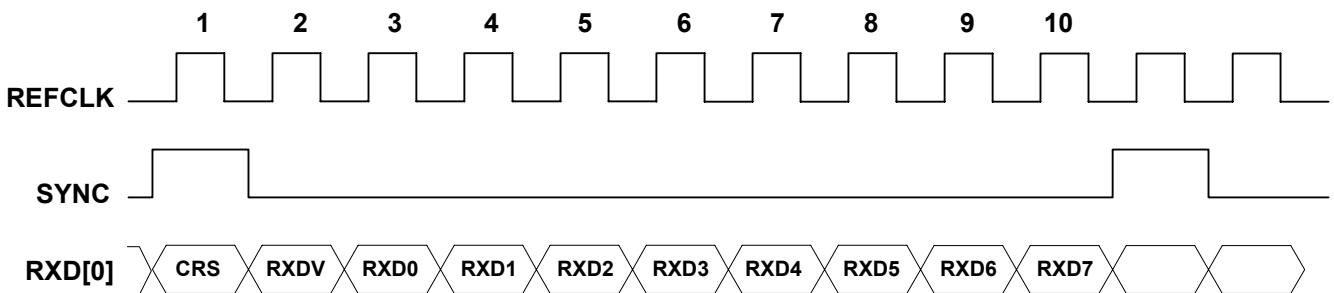 1 2 3 4 5 6 7 8 9 10
REFCLK
SYNC
RXD[0] CRS RXDV RXD0 RXD1 RXD2 RXD3 RXD4 RXD5 RXD6 RXD7